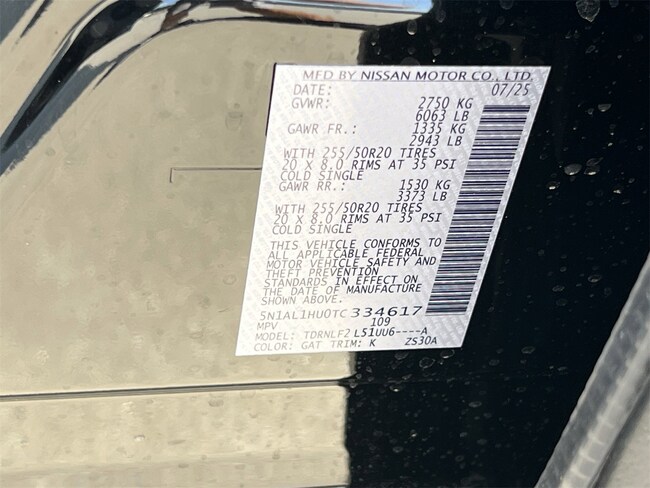 MFD BY NISSAN MOTOR CO., LTD.
DATE: 07/25
GVWR: 2750 KG
6063 LB
GAWR FR.: 1335 KG
2943 LB
WITH 255/50R20 TIRES
20 X 8.0 RIMS AT 35 PSI
COLD SINGLE
GAWR RR.: 1530 KG
3373 LB
WITH 255/50R20 TIRES
20 X 8.0 RIMS AT 35 PSI
COLD SINGLE
THIS VEHICLE CONFORMS TO
ALL APPLICABLE FEDERAL
MOTOR VEHICLE SAFETY AND
THEFT PREVENTION
STANDARDS IN EFFECT ON
THE DATE OF MANUFACTURE
SHOWN ABOVE.
5N1AL1HU0TC334617
MPV 109
MODEL: TDRNLF2 L51UU6----A
COLOR: GAT TRIM: K ZS30A